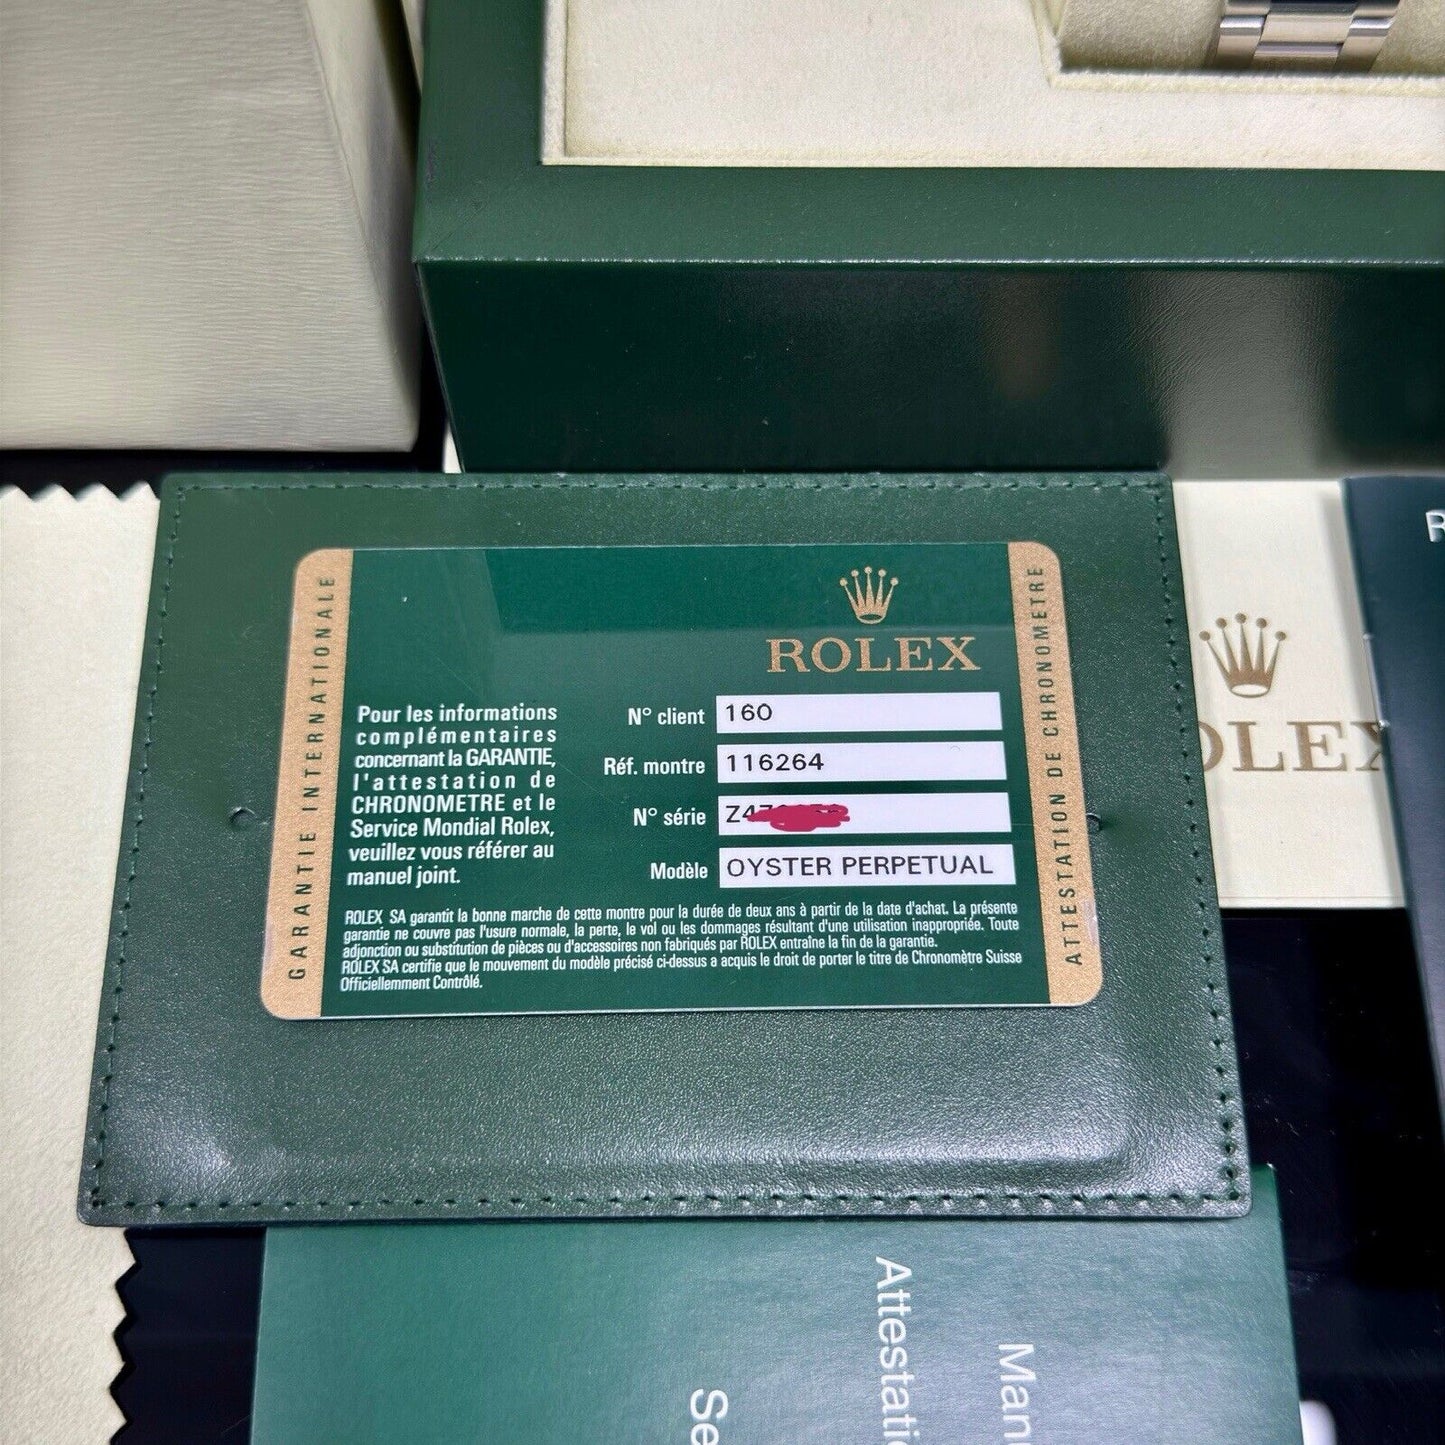 ROLEX
GARANTIE INTERNATIONALE
Pour les informations
complémentaires
concernant la GARANTIE,
l'attestation de
CHRONOMETRE et le
Service Mondial Rolex,
veuillez vous référer au
manuel joint.
N° client 160
Réf. montre 116264
N° série
Modèle OYSTER PERPETUAL
ROLEX SA garantit la bonne marche de cette montre pour la durée de deux ans à partir de la date d'achat. La présente
garantie ne couvre pas l'usure normale, la perte, le vol ou les dommages résultant d'une utilisation inappropriée. Toute
adjonction ou substitution de pièces ou d'accessoires non fabriqués par ROLEX entraîne la fin de la garantie.
ROLEX SA certifie que le mouvement du modèle précisé ci-dessus a acquis le droit de porter le titre de Chronomètre Suisse
Officiellemment Contrôlé.
ATTESTATION DE CHRONOMETRE